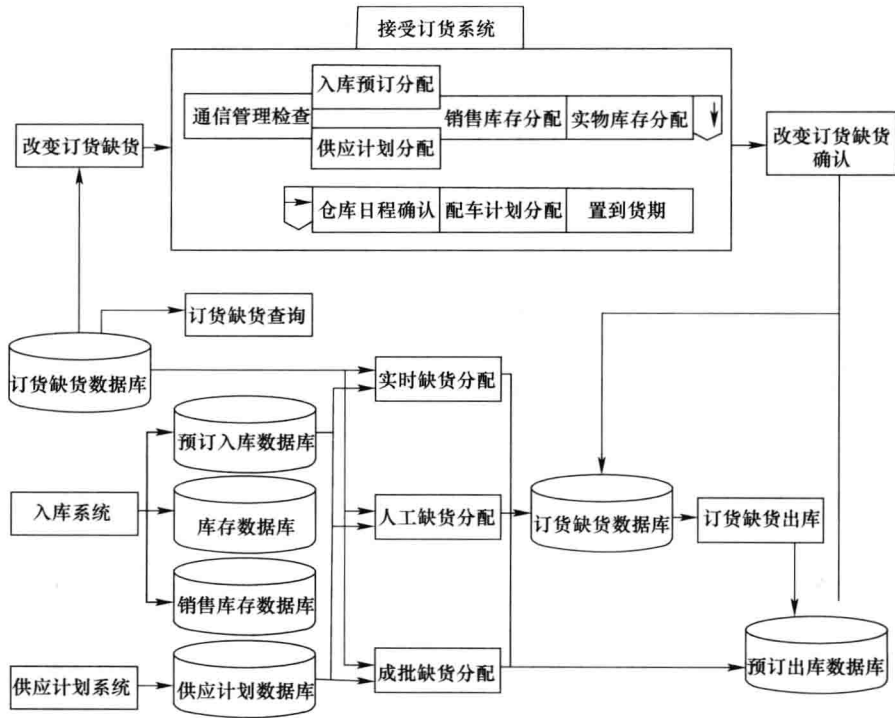 接受订货系统
入库预订分配
通信管理检查
销售库存分配
实物库存分配
供应计划分配
改变订货缺货
改变订货缺货
确认
仓库日程确认
配车计划分配
置到货期
订货缺货查询
订货缺货数据库
实时缺货分配
预订入库数据库
入库系统
库存数据库
人工缺货分配
订货缺货数据库
订货缺货出库
销售库存数据库
供应计划系统
供应计划数据库
成批缺货分配
预订出库数据库